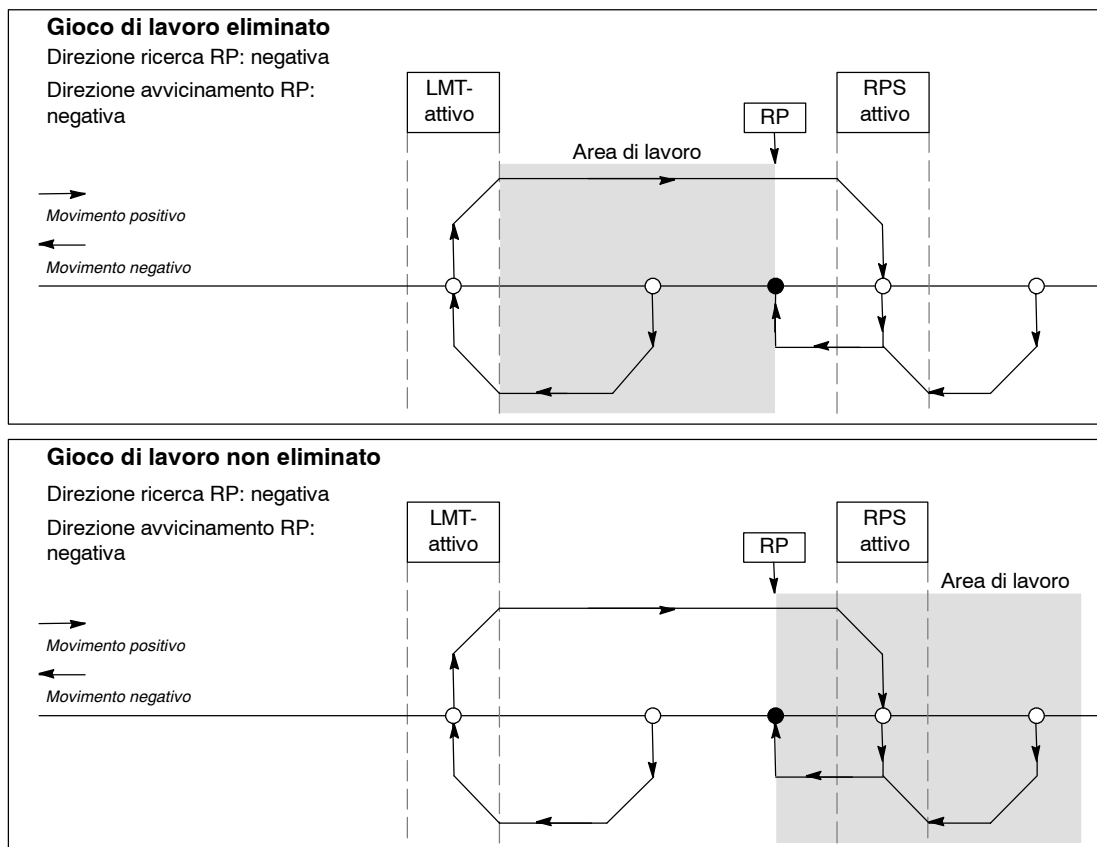 Gioco di lavoro eliminato
Direzione ricerca RP: negativa
Direzione avvicinamento RP:
negativa
LMT-
attivo
RPS
attivo
RP
Area di lavoro
Movimento positivo
Movimento negativo
Gioco di lavoro non eliminato
Direzione ricerca RP: negativa
Direzione avvicinamento RP:
negativa
LMT-
attivo
RPS
attivo
RP
Area di lavoro
Movimento positivo
Movimento negativo